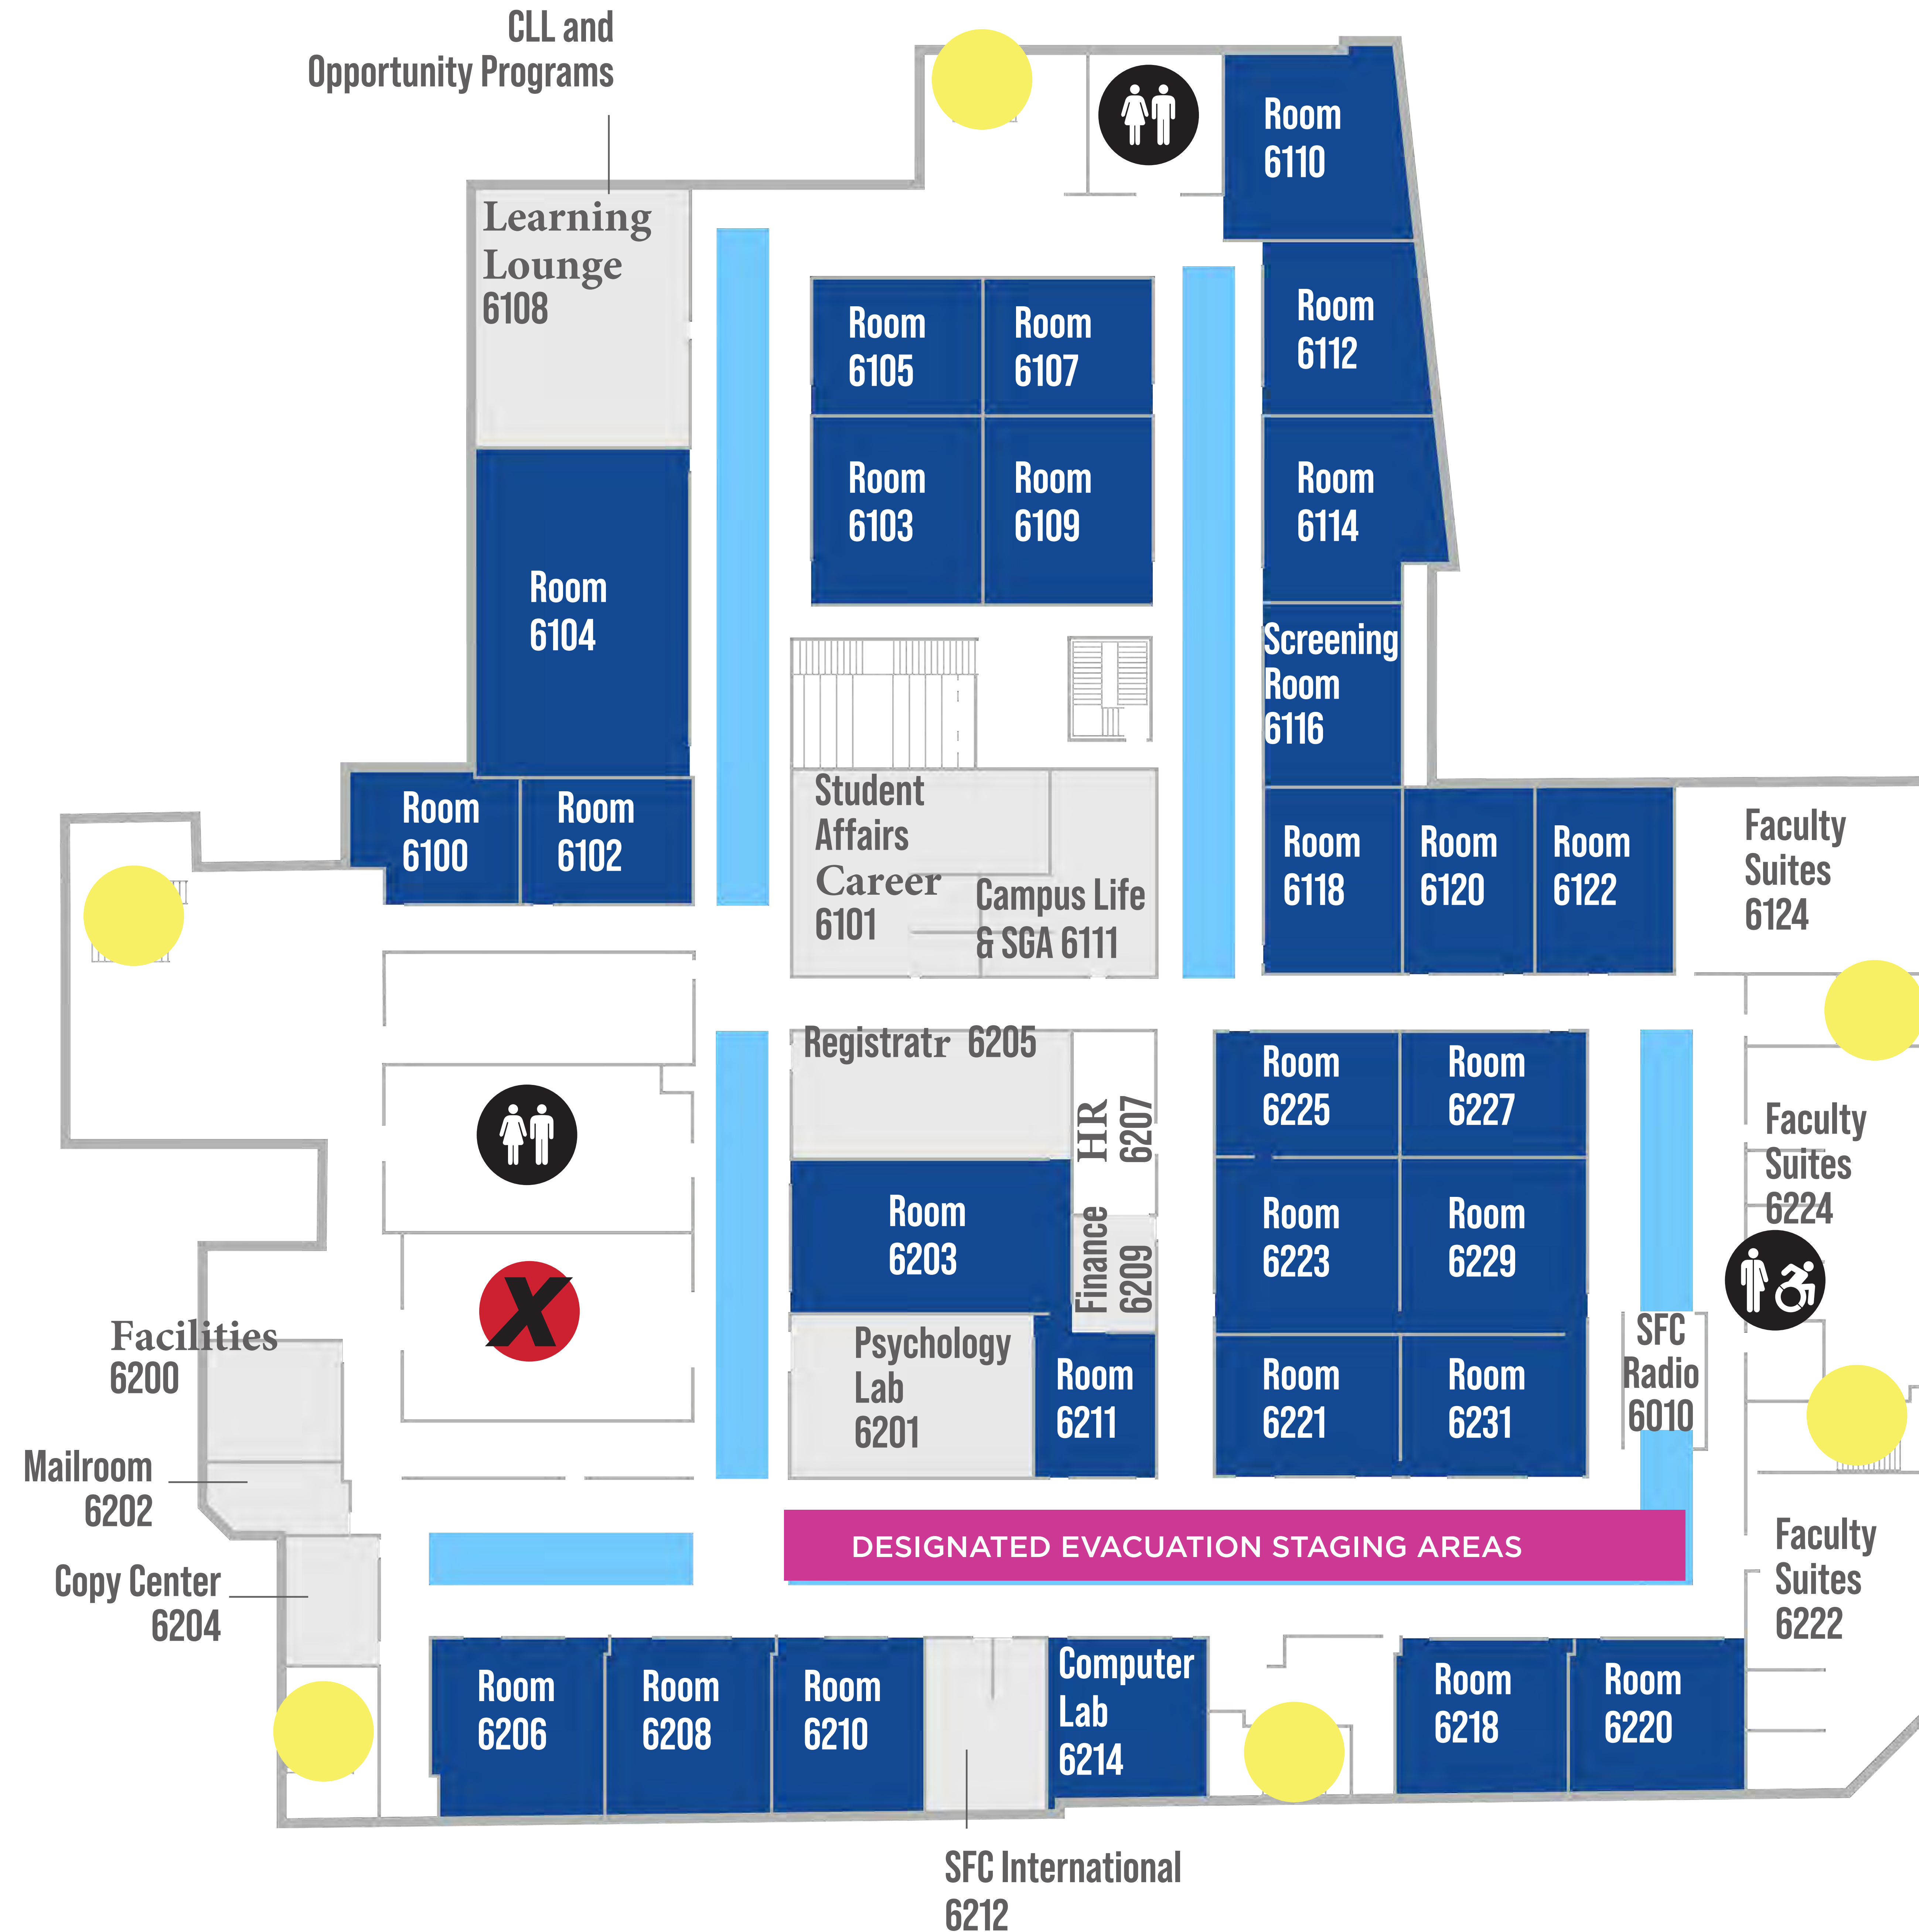 CLL and
Opportunity Programs
Learning
Lounge
6108
Room
6110
Room
6105
Room
6107
Room
6112
Room
6103
Room
6109
Room
6114
Room
6104
Screening
Room
6116
Room
6100
Room
6102
Student
Affairs
Career
6101
Campus Life
& SGA 6111
Room
6118
Room
6120
Room
6122
Faculty
Suites
6124
Registratr 6205
HR
6207
Room
6225
Room
6227
Faculty
Suites
6224
Room
6203
Finance
6209
Room
6223
Room
6229
X
Facilities
6200
Psychology
Lab
6201
Room
6211
Room
6221
Room
6231
SFC
Radio
6010
Mailroom
6202
DESIGNATED EVACUATION STAGING AREAS
Faculty
Suites
6222
Copy Center
6204
Room
6206
Room
6208
Room
6210
Computer
Lab
6214
Room
6218
Room
6220
SFC International
6212